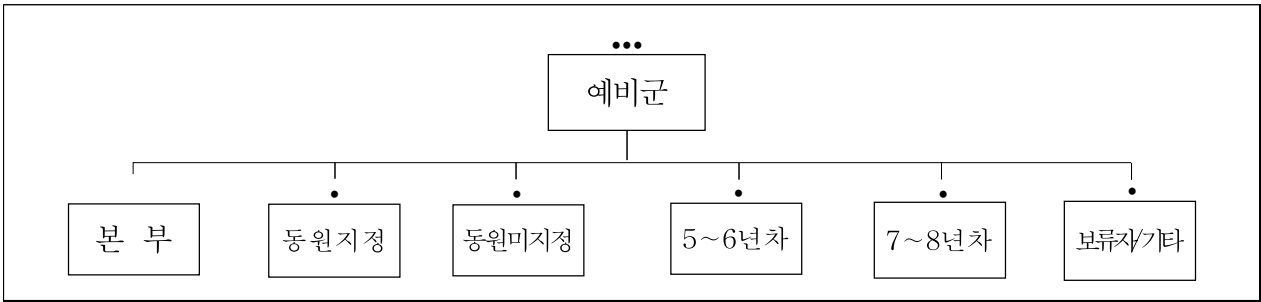 예비군
본 부
동원지정
동원미지정
5~6년차
7~8년차
보류자/기타